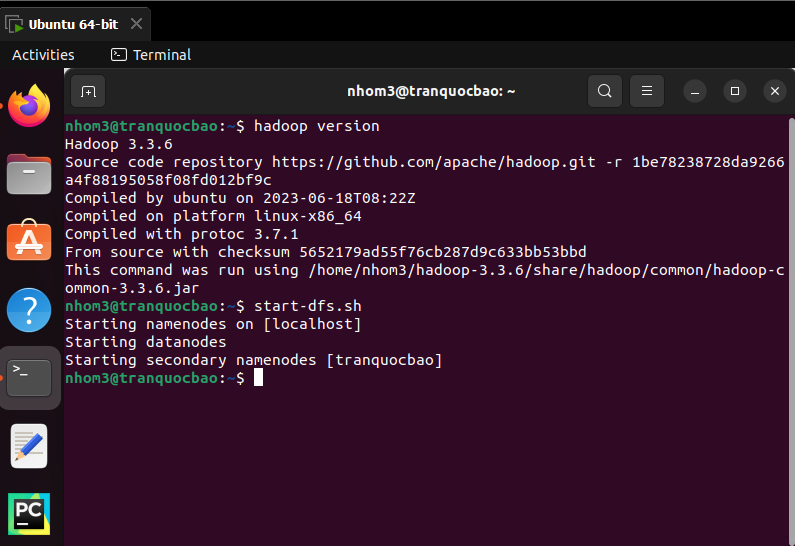 Ubuntu 64-bit
Activities
Terminal
nhom3@tranquocbao: ~
nhom3@tranquocbao:~$ hadoop version
Hadoop 3.3.6
Source code repository https://github.com/apache/hadoop.git -r 1be78238728da9266
a4f88195058f08fd012bf9c
Compiled by ubuntu on 2023-06-18T08:22Z
Compiled on platform linux-x86_64
Compiled with protoc 3.7.1
From source with checksum 5652179ad55f76cb287d9c633bb53bbd
This command was run using /home/nhom3/hadoop-3.3.6/share/hadoop/common/hadoop-c
ommon-3.3.6.jar
nhom3@tranquocbao:~$ start-dfs.sh
Starting namenodes on [localhost]
Starting datanodes
Starting secondary namenodes [tranquocbao]
nhom3@tranquocbao:~$
>_
PC